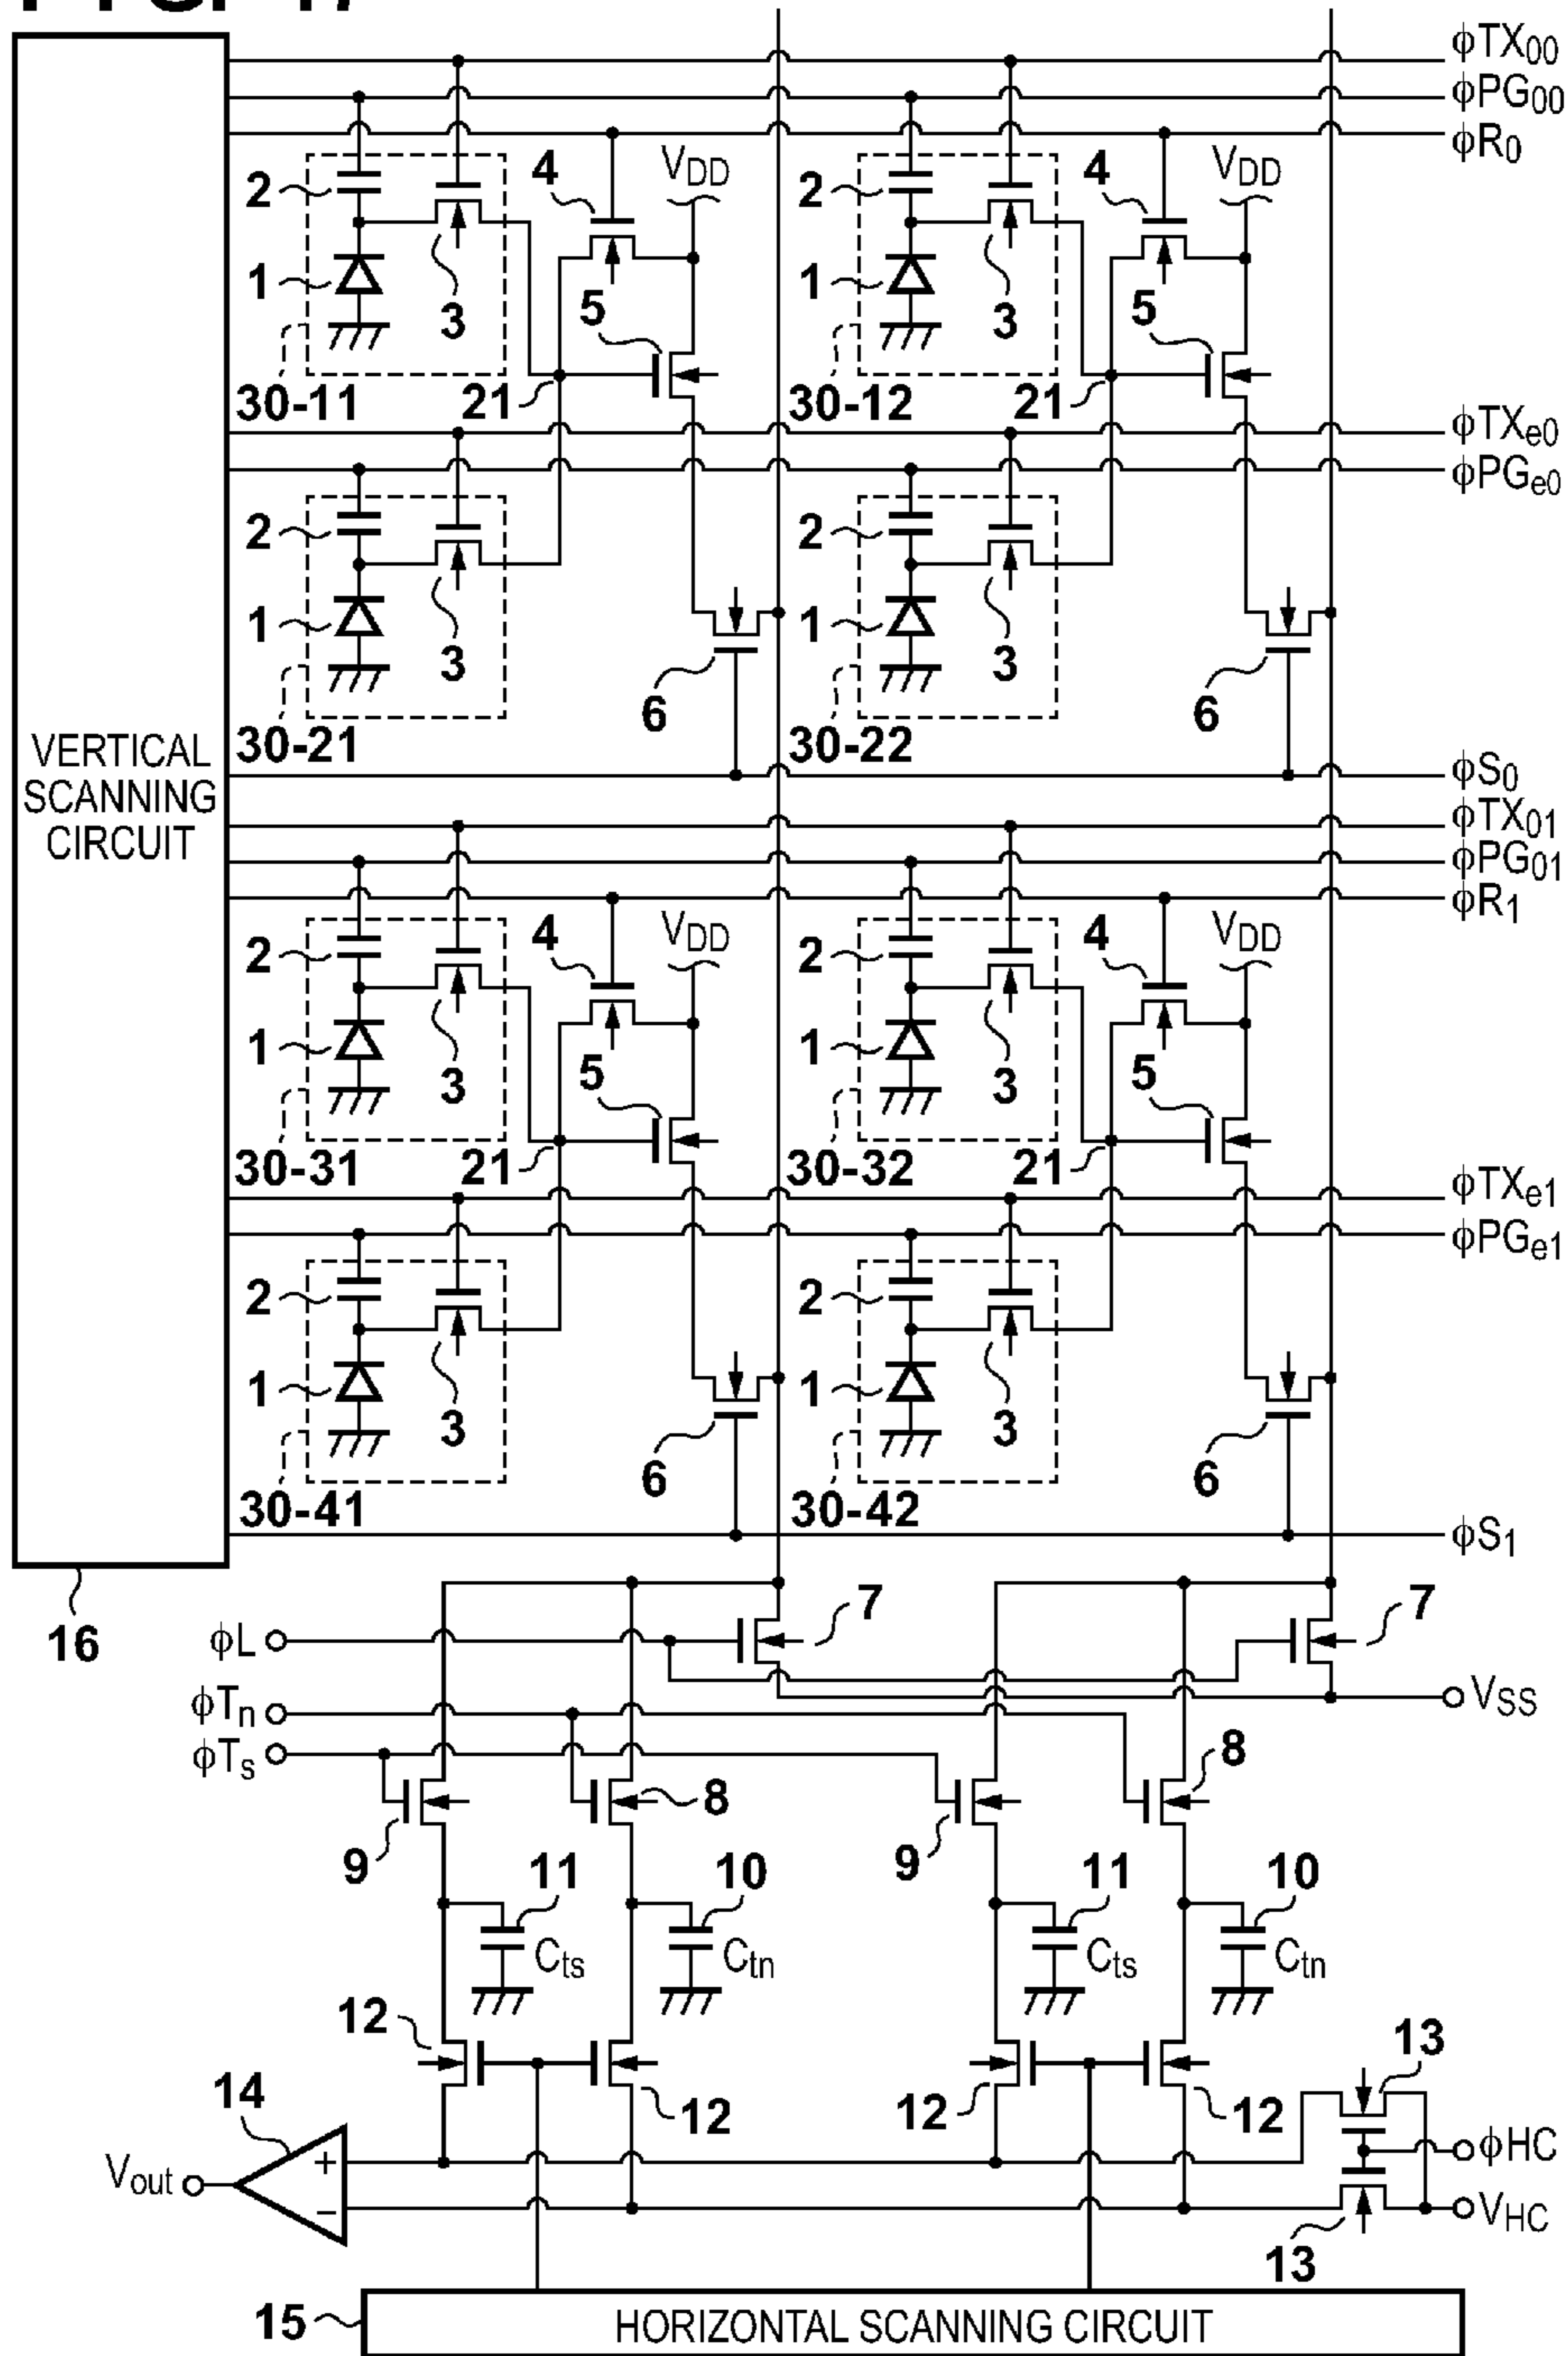 φTX00
φPG00
φR0
2 4 VDD 2 4 VDD
1 3 5 1 3 5
30-11 21 30-12 21
φTXe0
φPGe0
2 2
1 3 1 3
6 6
30-21 30-22
VERTICAL
SCANNING
CIRCUIT
φS0
φTX01
φPG01
φR1
2 4 VDD 2 4 VDD
1 3 5 1 3 5
30-31 21 30-32 21
φTXe1
φPGe1
2 2
1 3 1 3
6 6
30-41 30-42
φS1
16
7 7
φL
VSS
φTn
φTs
8 8
9 9
11 10 11 10
Cts Ctn Cts Ctn
12 13
14 12 12 12
+
φHC
Vout
−
VHC
13
15 HORIZONTAL SCANNING CIRCUIT